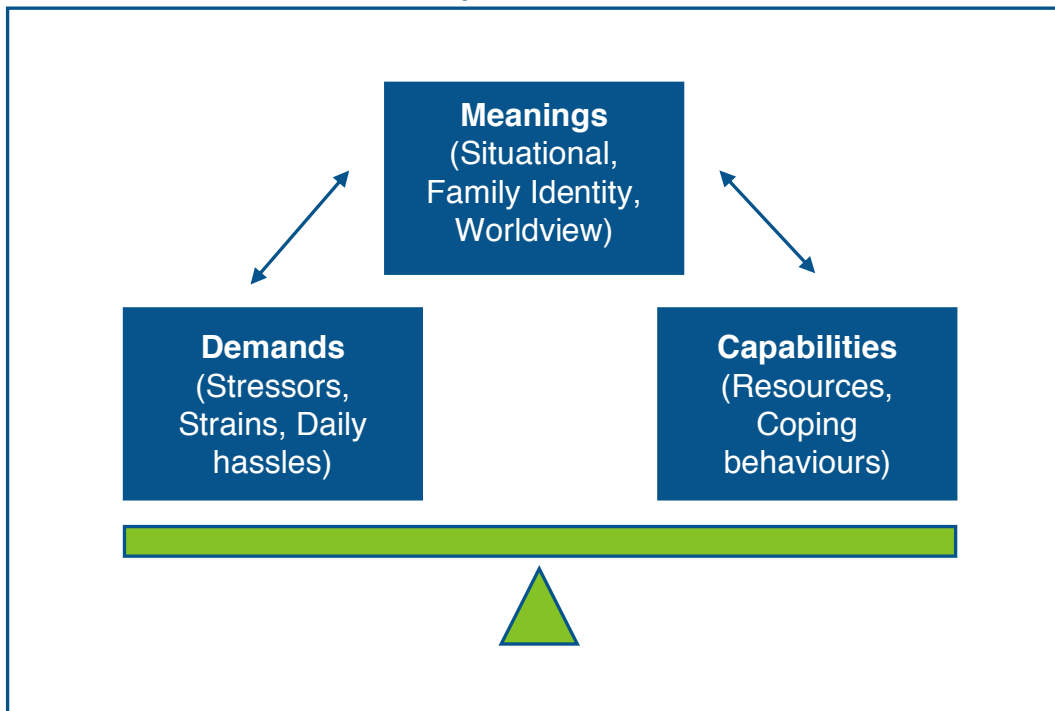 Meanings
(Situational,
Family Identity,
Worldview)
Demands
(Stressors,
Strains, Daily
hassles)
Capabilities
(Resources,
Coping
behaviours)